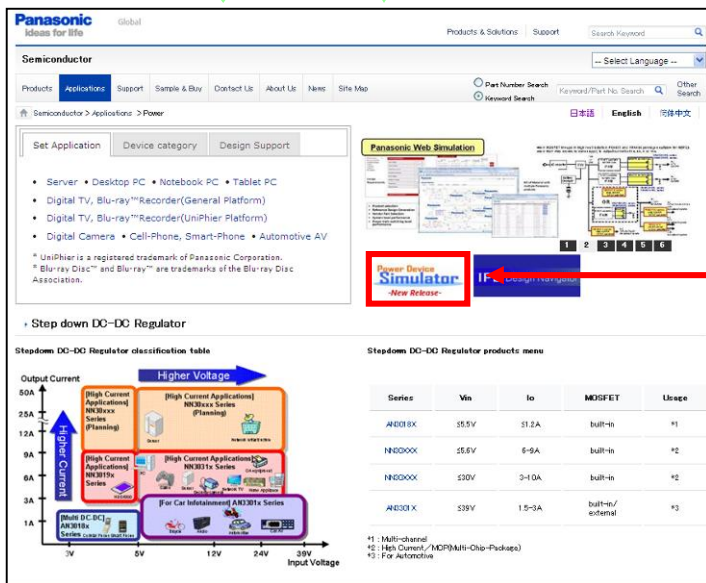 Panasonic
ideas for life
Global
Products & Solutions
Support
Search Keyword
Semiconductor
-- Select Language --
Products
Applications
Support
Sample & Buy
Contact Us
About Us
News
Site Map
Part Number Search
Keyword Search
Keyword/Part No. Search
Other Search
Semiconductor > Applications > Power
日本語
English
简体中文
Set Application
Device category
Design Support
• Server • Desktop PC • Notebook PC • Tablet PC
• Digital TV, Blu-ray™Recorder(General Platform)
• Digital TV, Blu-ray™Recorder(UniPhier Platform)
• Digital Camera • Cell-Phone, Smart-Phone • Automotive AV
* UniPhier is a registered trademark of Panasonic Corporation.
* Blu-ray Disc™ and Blu-ray™ are trademarks of the Blu-ray Disc
Association.
Panasonic Web Simulation
1 2 3 4 5 6
Power Device
Simulator
-New Release-
Design Navigator
Step down DC-DC Regulator
Stepdown DC-DC Regulator classification table
Output Current
Higher Voltage
Higher Current
50A
25A
12A
9A
6A
3A
1A
[High Current
Applications]
NN30xxx
Series
(Planning)
[High Current Applications]
NN30xxx Series
(Planning)
[High Current
Applications]
NN3019x
Series
[High Current Applications]
NN3031x Series
[For Car Infotainment] AN3301x Series
[Multi DC-DC]
AN3018x
Series
5V
12V
24V
39V
Input Voltage
Stepdown DC-DC Regulator products menu
Series Vin Io MOSFET Usage
AN3018X ≤5.5V ≤1.2A built-in *1
NN30XXX ≤5.5V 6-9A built-in *2
NN30XXX ≤30V 3-10A built-in *2
AN3301X ≤39V 1.5-3A built-in/
external *3
*1 : Multi-channel
*2 : High Current/MCP(Multi-Chip-Package)
*3 : For Automotive